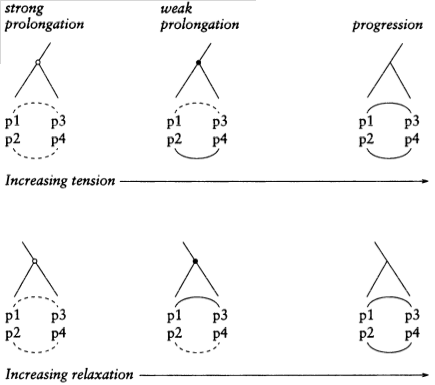 strong
prolongation
weak
prolongation
progression
p1 p3 p1 p3 p1 p3
p2 p4 p2 p4 p2 p4
Increasing tension
p1 p3 p1 p3 p1 p3
p2 p4 p2 p4 p2 p4
Increasing relaxation